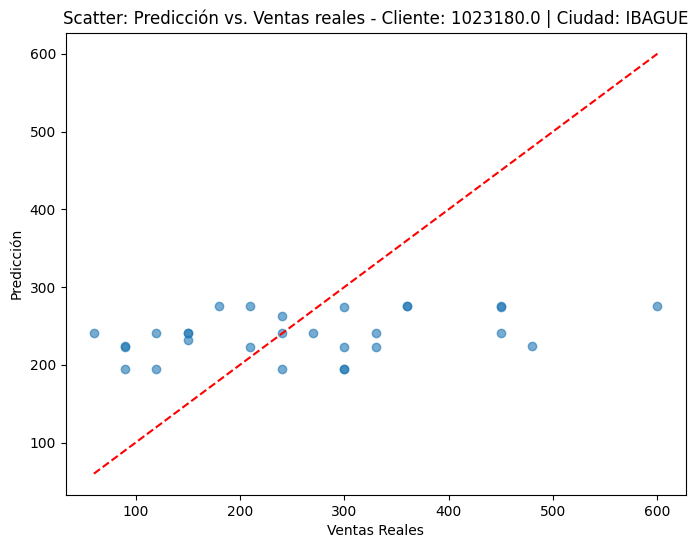 Scatter: Predicción vs. Ventas reales - Cliente: 1023180.0 | Ciudad: IBAGUE
600
500
400
300
200
100
Predicción
100 200 300 400 500 600
Ventas Reales